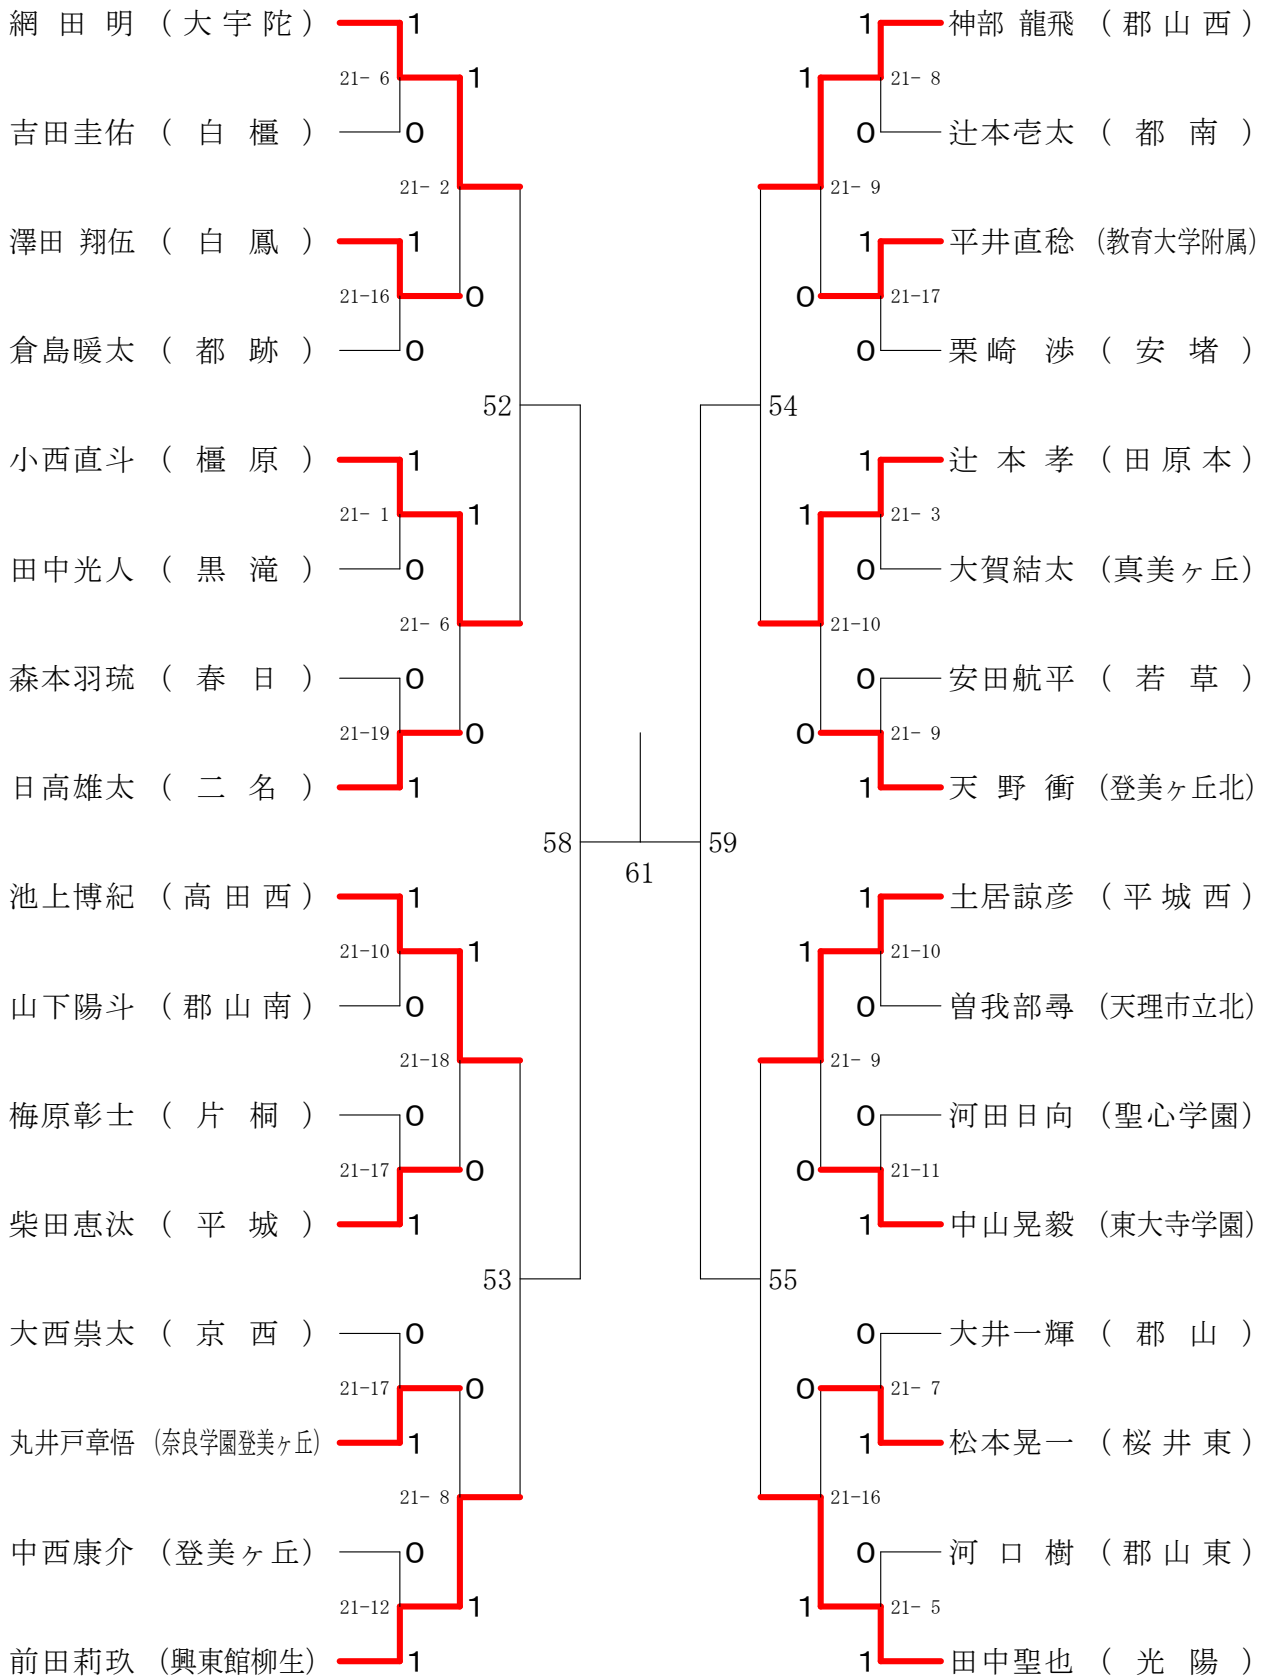 網田明 (大宇陀) 1
21- 6 1
吉田圭佑 (白橿) 0
21- 2
澤田 翔伍 (白鳳) 1
21-16 0
倉島暖太 (都跡) 0
52
小西直斗 (橿原) 1
21- 1 1
田中光人 (黒滝) 0
21- 6
森本羽琉 (春日) 0
21-19 0
日高雄太 (二名) 1
58
池上博紀 (高田西) 1
21-10 1
山下陽斗 (郡山南) 0
21-18
梅原彰士 (片桐) 0
21-17 0
柴田恵汰 (平城) 1
53
大西崇太 (京西) 0
21-17 0
丸井戸章悟 (奈良学園登美ヶ丘) 1
21- 8
中西康介 (登美ヶ丘) 0
21-12 1
前田莉玖 (興東館柳生) 1
61
1 神部 龍飛 (郡山西)
1 21- 8
0 辻本壱太 (都南)
21- 9
1 平井直稔 (教育大学附属)
0 21-17
0 栗崎渉 (安堵)
54
1 辻本孝 (田原本)
1 21- 3
0 大賀結太 (真美ヶ丘)
21-10
0 安田航平 (若草)
0 21- 9
1 天野衝 (登美ヶ丘北)
59
1 土居諒彦 (平城西)
1 21-10
0 曽我部尋 (天理市立北)
21- 9
0 河田日向 (聖心学園)
0 21-11
1 中山晃毅 (東大寺学園)
55
0 大井一輝 (郡山)
0 21- 7
1 松本晃一 (桜井東)
21-16
0 河口樹 (郡山東)
1 21- 5
1 田中聖也 (光陽)